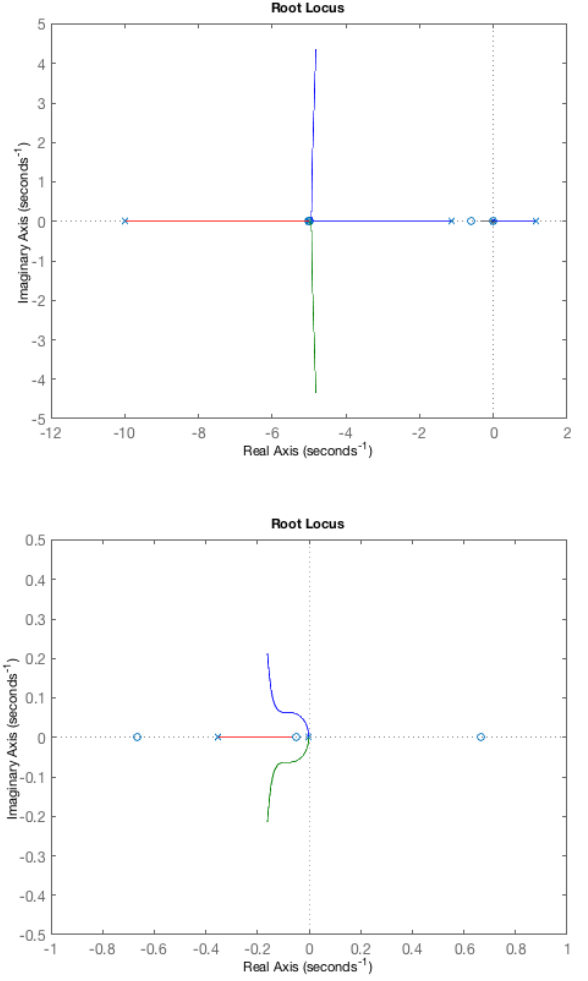 Root Locus
5
4
3
2
1
0
-1
-2
-3
-4
-5
Imaginary Axis (seconds⁻¹)
-12 -10 -8 -6 -4 -2 0 2
Real Axis (seconds⁻¹)
Root Locus
0.5
0.4
0.3
0.2
0.1
0
-0.1
-0.2
-0.3
-0.4
-0.5
Imaginary Axis (seconds⁻¹)
-1 -0.8 -0.6 -0.4 -0.2 0 0.2 0.4 0.6 0.8 1
Real Axis (seconds⁻¹)